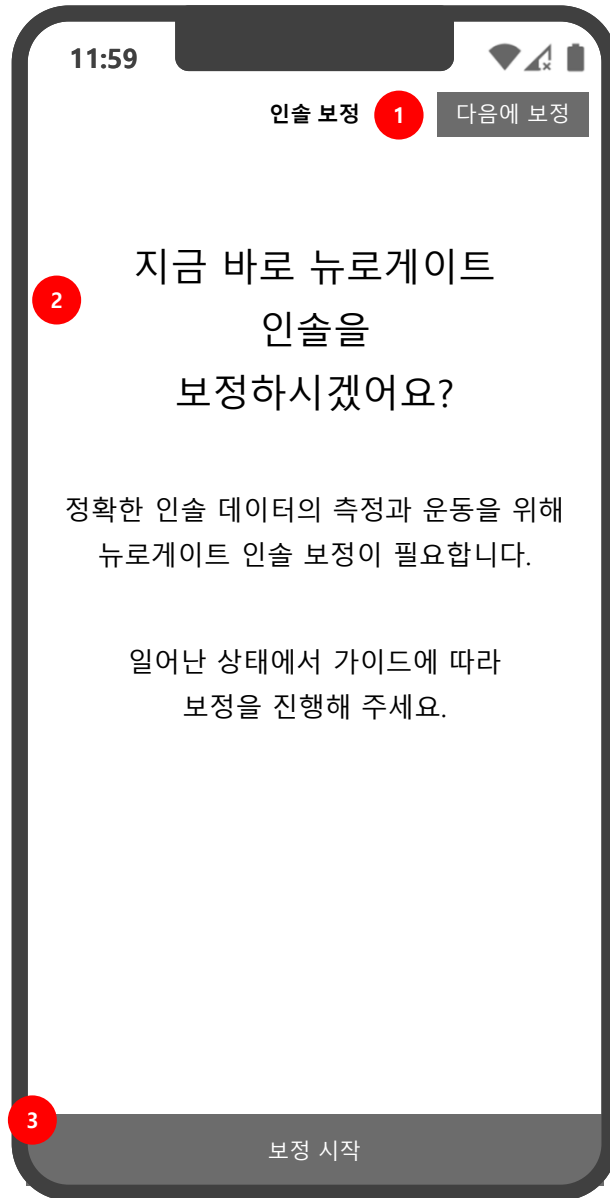 11:59
인솔 보정
1
다음에 보정
지금 바로 뉴로게이트
2
인솔을
보정하시겠어요?
정확한 인솔 데이터의 측정과 운동을 위해
뉴로게이트 인솔 보정이 필요합니다.
일어난 상태에서 가이드에 따라
보정을 진행해 주세요.
3
보정 시작